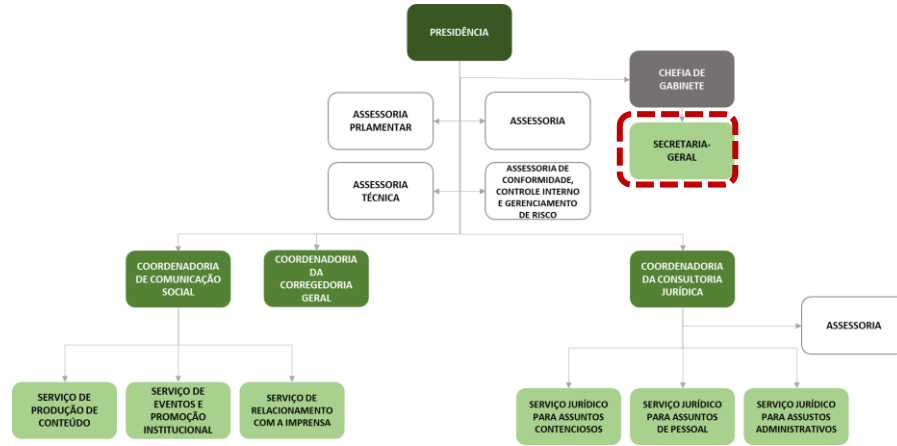 PRESIDÊNCIA
CHEFIA DE
GABINETE
SECRETARIA-
GERAL
ASSESSORIA
PRLAMENTAR
ASSESSORIA
ASSESSORIA
TÉCNICA
ASSESSORIA DE
CONFORMIDADE,
CONTROLE INTERNO
E GERENCIAMENTO
DE RISCO
COORDENADORIA
DE COMUNICAÇÃO
SOCIAL
COORDENADORIA
DA
CORREGEDORIA
GERAL
COORDENADORIA
DA CONSULTORIA
JURÍDICA
ASSESSORIA
SERVIÇO DE
PRODUÇÃO DE
CONTEÚDO
SERVIÇO DE
EVENTOS E
PROMOÇÃO
INSTITUCIONAL
SERVIÇO DE
RELACIONAMENTO
COM A IMPRENSA
SERVIÇO JURÍDICO
PARA ASSUNTOS
CONTENCIOSOS
SERVIÇO JURÍDICO
PARA ASSUNTOS
DE PESSOAL
SERVIÇO JURÍDICO
PARA ASSUSTOS
ADMINISTRATIVOS